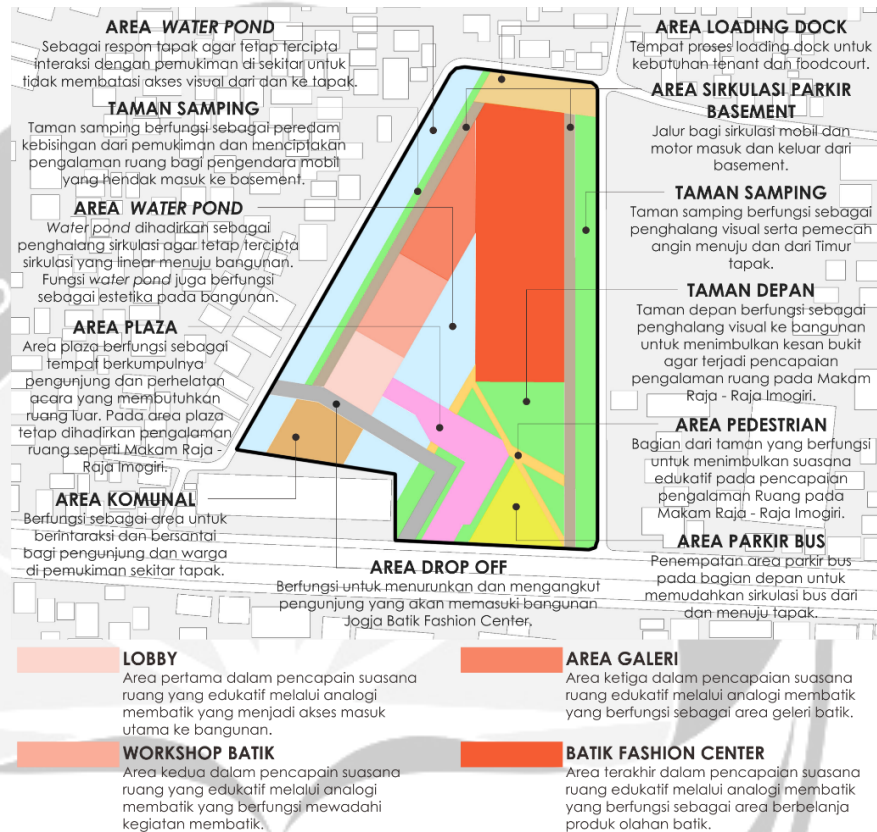 AREA WATER POND
Sebagai respon tapak agar tetap tercipta
interaksi dengan pemukiman di sekitar untuk
tidak membatasi akses visual dari dan ke tapak.
TAMAN SAMPING
Taman samping berfungsi sebagai peredam
kebisingan dari pemukiman dan menciptakan
pengalaman ruang bagi pengendara mobil
yang hendak masuk ke basement.
AREA WATER POND
Water pond dihadirkan sebagai
penghalang sirkulasi agar tetap tercipta
sirkulasi yang linear menuju bangunan.
Fungsi water pond juga berfungsi
sebagai estetika pada bangunan.
AREA PLAZA
Area plaza berfungsi sebagai
tempat berkumpulnya
pengunjung dan perhelatan
acara yang membutuhkan
ruang luar. Pada area plaza
tetap dihadirkan pengalaman
ruang seperti Makam Raja -
Raja Imogiri.
AREA KOMUNAL
Berfungsi sebagai area untuk
berinteraksi dan bersantai
bagi pengunjung dan warga
di pemukiman sekitar tapak.
AREA DROP OFF
Berfungsi untuk menurunkan dan mengangkut
pengunjung yang akan memasuki bangunan
Jogja Batik Fashion Center.
AREA LOADING DOCK
Tempat proses loading dock untuk
kebutuhan tenant dan foodcourt.
AREA SIRKULASI PARKIR
BASEMENT
Jalur bagi sirkulasi mobil dan
motor masuk dan keluar dari
basement.
TAMAN SAMPING
Taman samping berfungsi sebagai
penghalang visual serta pemecah
angin menuju dan dari Timur
tapak.
TAMAN DEPAN
Taman depan berfungsi sebagai
penghalang visual ke bangunan
untuk menimbulkan kesan bukit
agar terjadi pencapaian
pengalaman ruang pada Makam
Raja - Raja Imogiri.
AREA PEDESTRIAN
Bagian dari taman yang berfungsi
untuk menimbulkan suasana
edukatif pada pencapaian
pengalaman Ruang pada
Makam Raja - Raja Imogiri.
AREA PARKIR BUS
Penempatan area parkir bus
pada bagian depan untuk
memudahkan sirkulasi bus dari
dan menuju tapak.
LOBBY
Area pertama dalam pencapain suasana
ruang yang edukatif melalui analogi
membatik yang menjadi akses masuk
utama ke bangunan.
WORKSHOP BATIK
Area kedua dalam pencapain suasana
ruang yang edukatif melalui analogi
membatik yang berfungsi mewadahi
kegiatan membatik.
AREA GALERI
Area ketiga dalam pencapaian suasana
ruang edukatif melalui analogi membatik
yang berfungsi sebagai area geleri batik.
BATIK FASHION CENTER
Area terakhir dalam pencapaian suasana
ruang edukatif melalui analogi membatik
yang berfungsi sebagai area berbelanja
produk olahan batik.